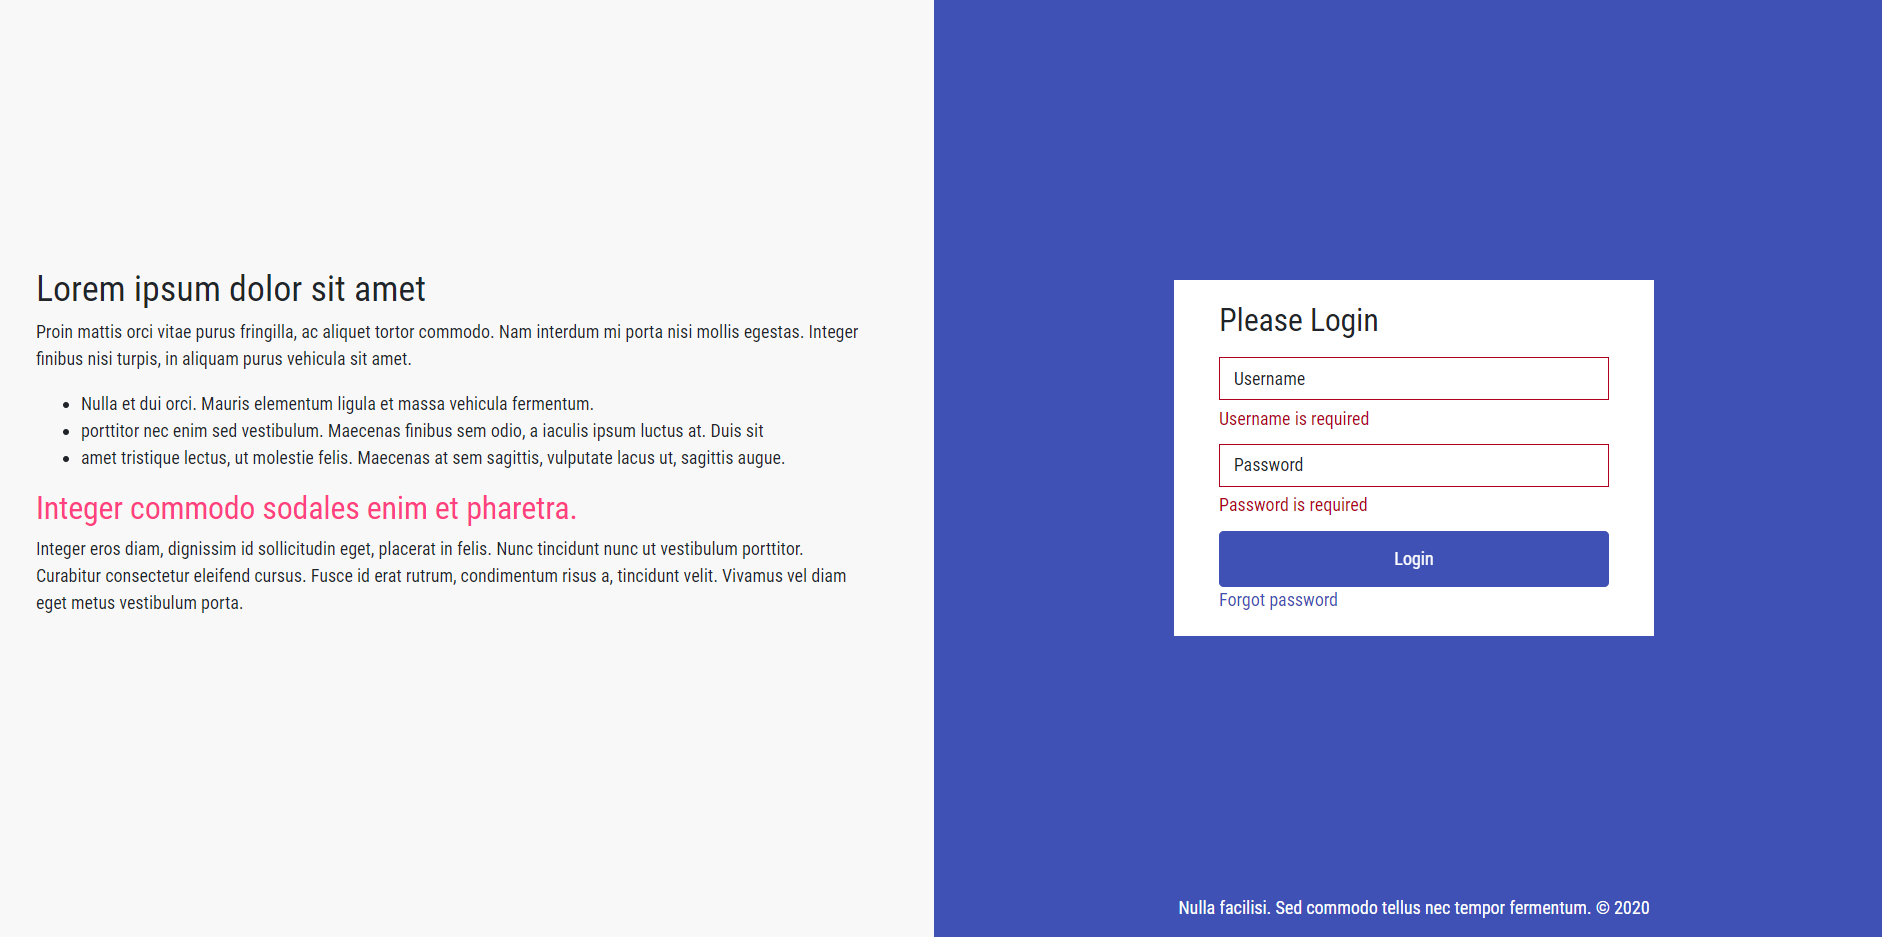 Lorem ipsum dolor sit amet
Proin mattis orci vitae purus fringilla, ac aliquet tortor commodo. Nam interdum mi porta nisi mollis egestas. Integer
finibus nisi turpis, in aliquam purus vehicula sit amet.
Nulla et dui orci. Mauris elementum ligula et massa vehicula fermentum.
porttitor nec enim sed vestibulum. Maecenas finibus sem odio, a iaculis ipsum luctus at. Duis sit
amet tristique lectus, ut molestie felis. Maecenas at sem sagittis, vulputate lacus ut, sagittis augue.
Integer commodo sodales enim et pharetra.
Integer eros diam, dignissim id sollicitudin eget, placerat in felis. Nunc tincidunt nunc ut vestibulum porttitor.
Curabitur consectetur eleifend cursus. Fusce id erat rutrum, condimentum risus a, tincidunt velit. Vivamus vel diam
eget metus vestibulum porta.
Please Login
Username
Username is required
Password
Password is required
Login
Forgot password
Nulla facilisi. Sed commodo tellus nec tempor fermentum. © 2020